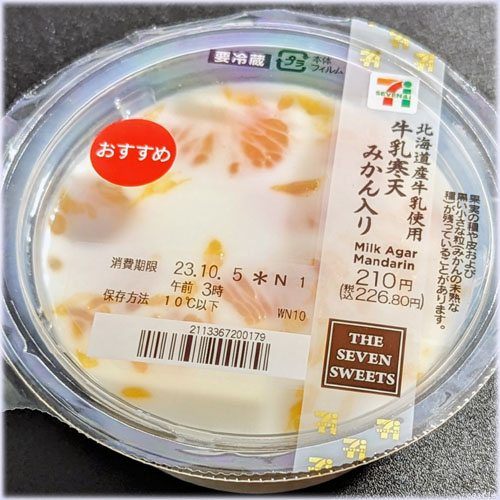 要冷蔵
プラ
本体
フィルム
SEVEN&i
おすすめ
北海道産牛乳使用
牛乳寒天
みかん入り
Milk Agar
Mandarin
210円
(税込226.80円)
果実の種や皮および
黒い小さな粒(みかんの未熟な
種)が残っていることがあります。
消費期限 23.10.5*N 1
午前 3時
保存方法 10℃以下
WN10
2113367200179
THE
SEVEN
SWEETS